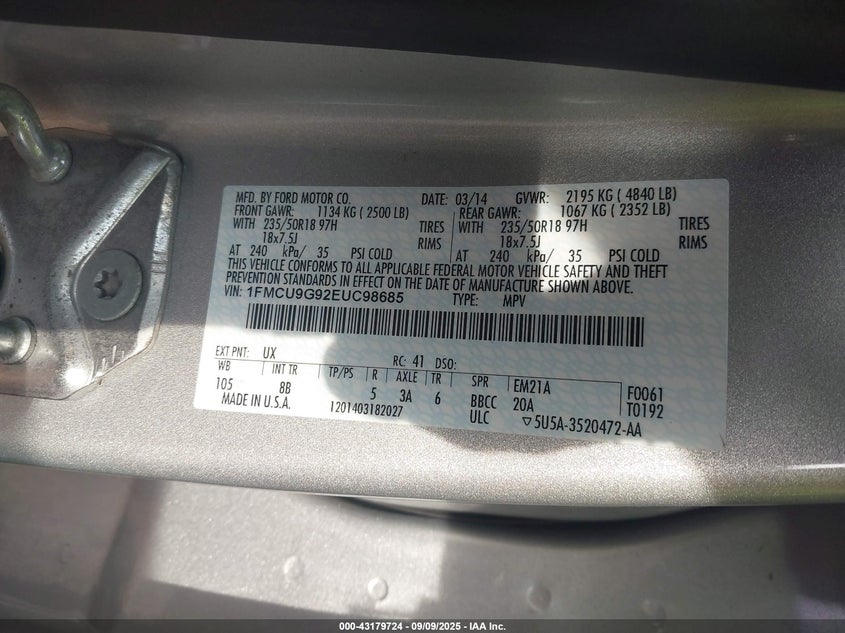 MFD. BY FORD MOTOR CO. DATE: 03/14 GVWR: 2195 KG ( 4840 LB)
FRONT GAWR: 1134 KG ( 2500 LB) REAR GAWR: 1067 KG ( 2352 LB)
WITH 235/50R18 97H TIRES WITH 235/50R18 97H TIRES
18x7.5J RIMS 18x7.5J RIMS
AT 240 kPa/ 35 PSI COLD AT 240 kPa/ 35 PSI COLD
THIS VEHICLE CONFORMS TO ALL APPLICABLE FEDERAL MOTOR VEHICLE SAFETY AND THEFT
PREVENTION STANDARDS IN EFFECT ON THE DATE OF MANUFACTURE SHOWN ABOVE.
VIN: 1FMCU9G92EUC98685 TYPE: MPV
EXT PNT: UX RC: 41 DSO:
WB INT TR TP/PS R AXLE TR SPR EM21A F0061
105 8B 5 3A 6 BBCC 20A T0192
MADE IN U.S.A. 1201403182027 ULC ▽5U5A-3520472-AA
000-43179724 - 09/09/2025 - IAA Inc.